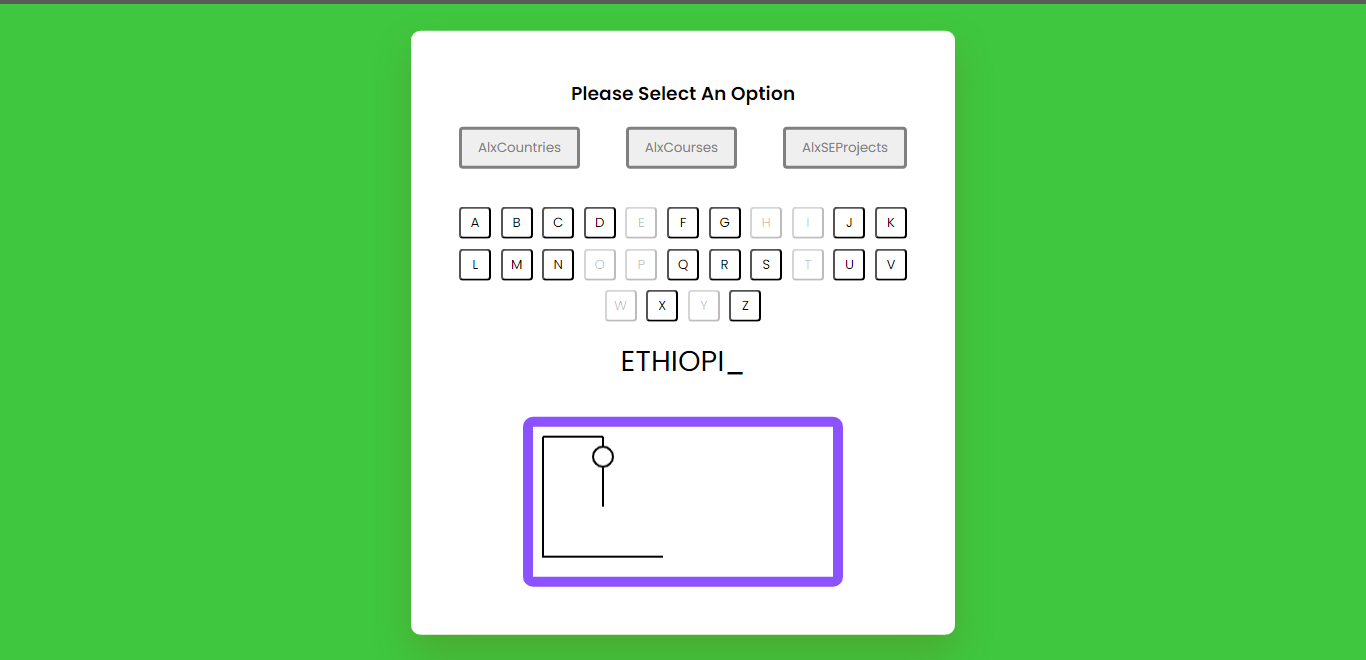 Please Select An Option
AlxCountries AlxCourses AlxSEProjects
A B C D E F G H I J K
L M N O P Q R S T U V
W X Y Z
ETHIOPI_